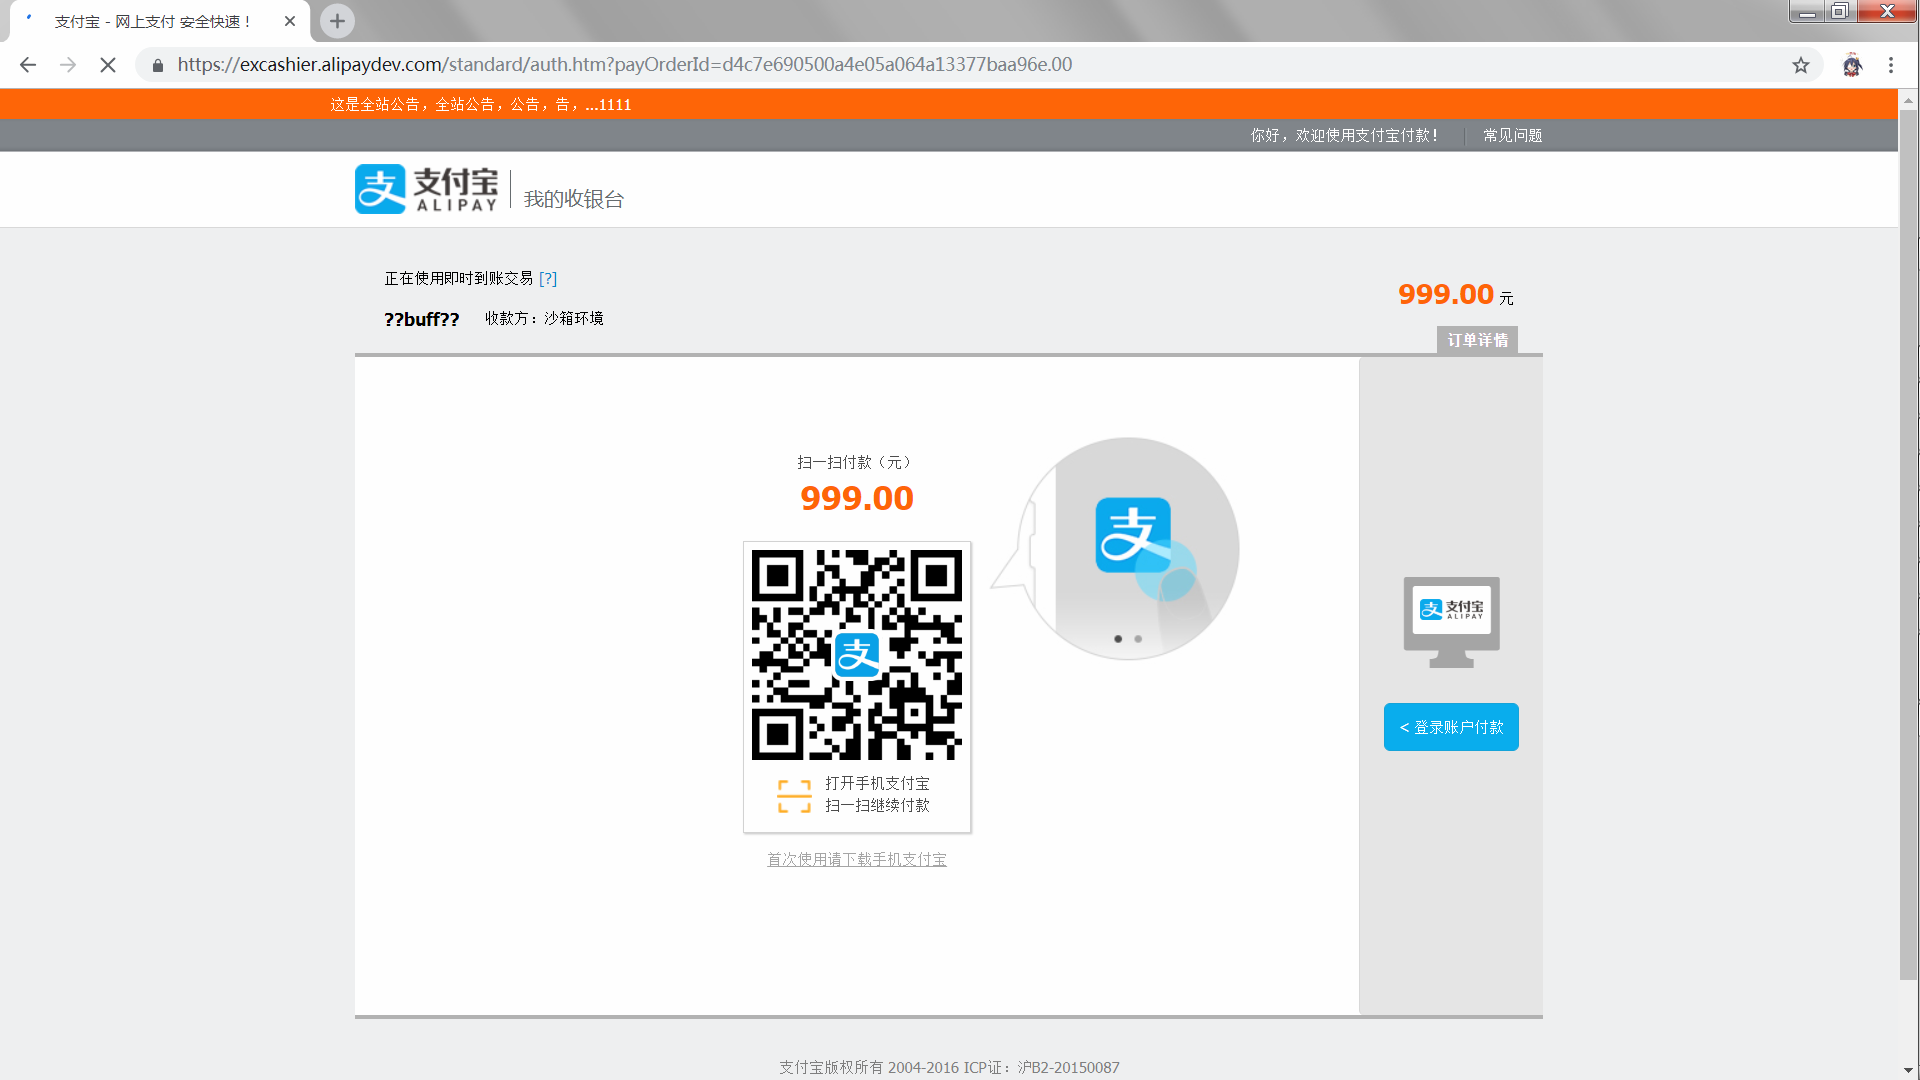 支付宝 - 网上支付 安全快速！
https://excashier.alipaydev.com/standard/auth.htm?payOrderId=d4c7e690500a4e05a064a13377baa96e.00
这是全站公告，全站公告，公告，告，...1111
你好，欢迎使用支付宝付款！ 常见问题
支付宝 ALIPAY 我的收银台
正在使用即时到账交易 [?]
999.00 元
??buff?? 收款方：沙箱环境
订单详情
扫一扫付款（元）
999.00
支
支
支付宝
ALIPAY
< 登录账户付款
打开手机支付宝
扫一扫继续付款
首次使用请下载手机支付宝
支付宝版权所有 2004-2016 ICP证：沪B2-20150087